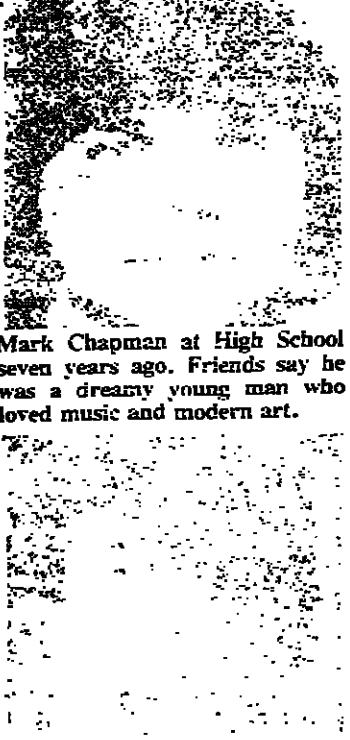 Mark Chapman at High School
seven years ago. Friends say he
was a dreamy young man who
loved music and modern art.